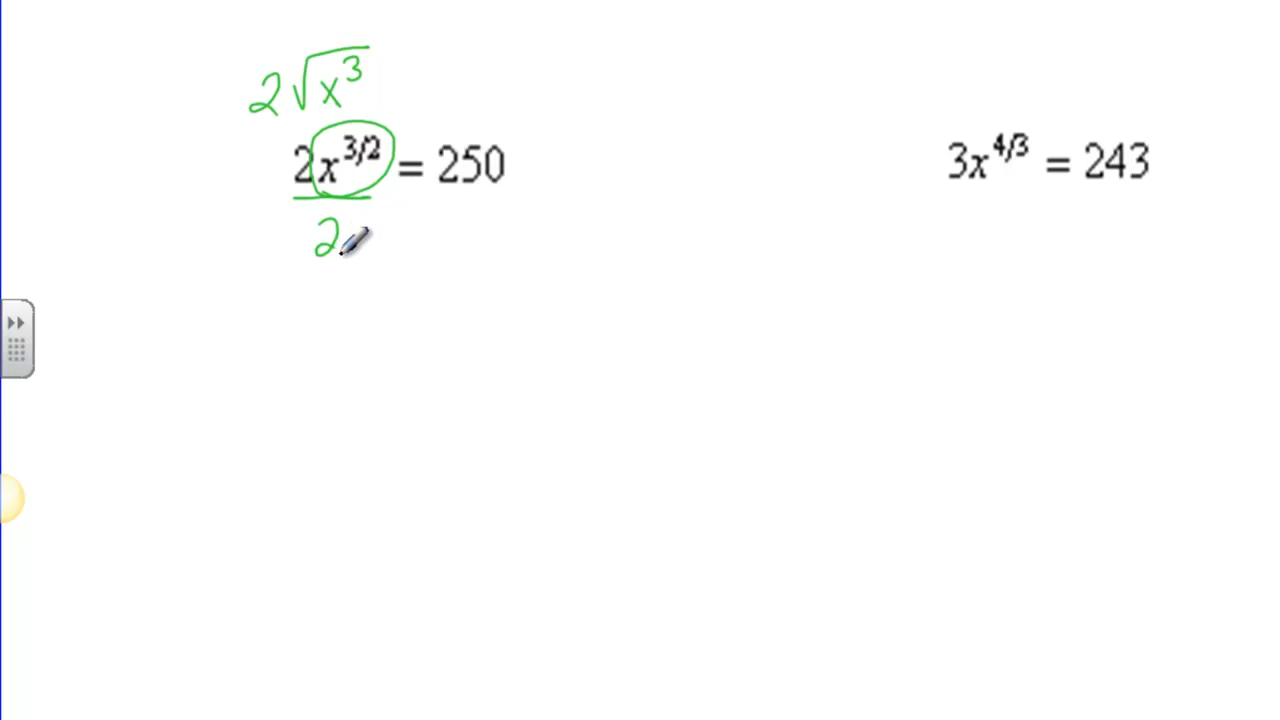 2√x³
2x^{3/2} = 250
2
3x^{4/3} = 243